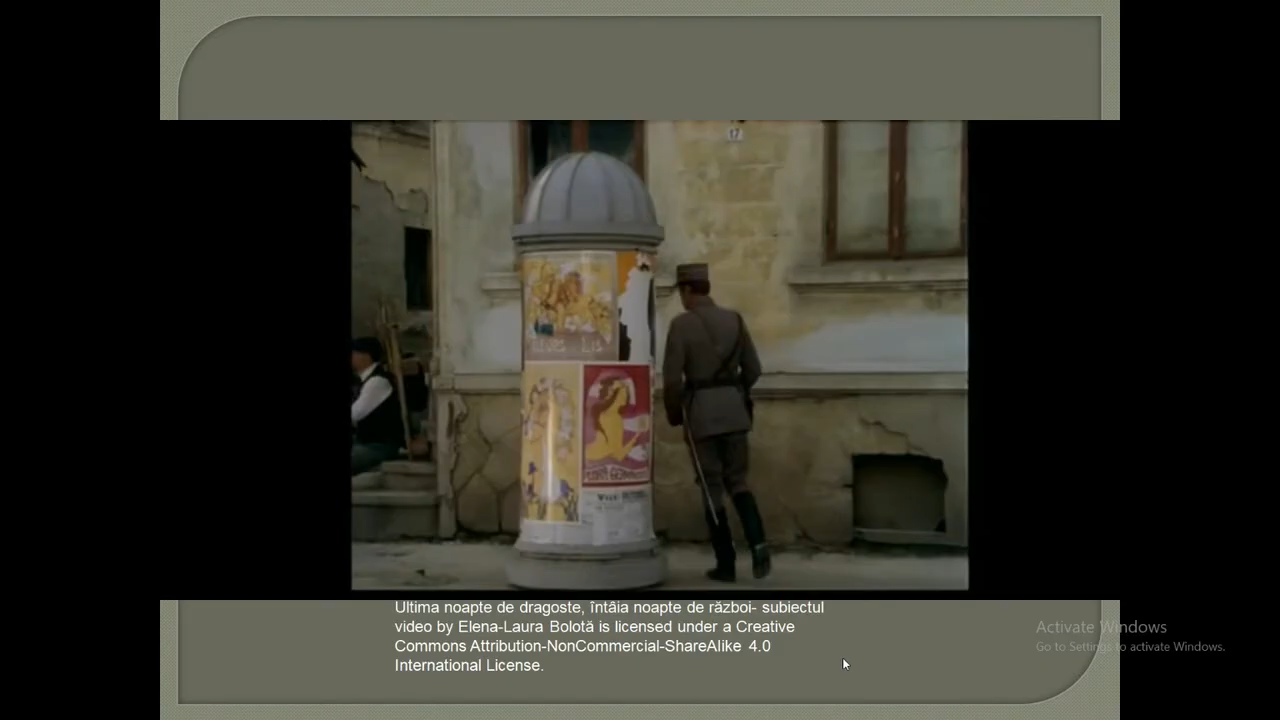 17
Ultima noapte de dragoste, întâia noapte de război- subiectul
video by Elena-Laura Bolotă is licensed under a Creative
Commons Attribution-NonCommercial-ShareAlike 4.0
International License.
Activate Windows
Go to Settings to activate Windows.